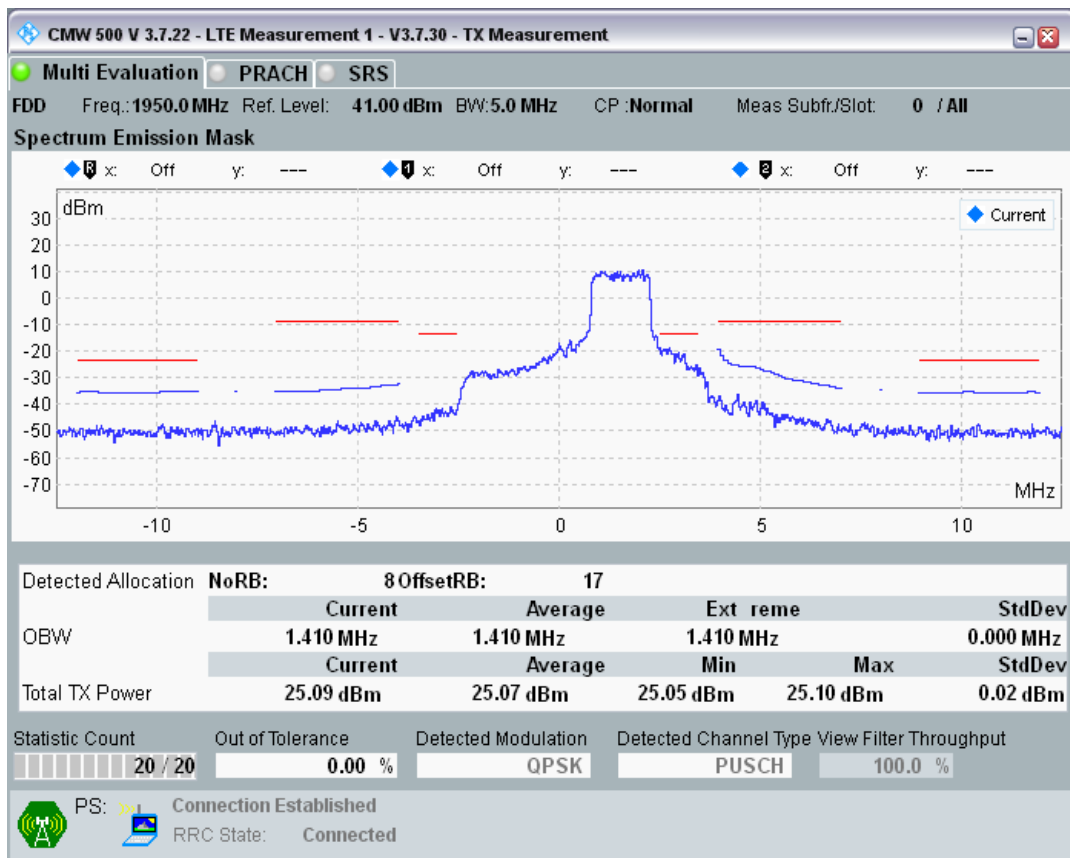 CMW 500 V 3.7.22 - LTE Measurement 1 - V3.7.30 - TX Measurement
Multi Evaluation PRACH SRS
FDD Freq.: 1950.0 MHz Ref. Level: 41.00 dBm BW: 5.0 MHz CP : Normal Meas Subfr./Slot: 0 / All
Spectrum Emission Mask
R x: Off y: --- 1 x: Off y: --- 2 x: Off y: ---
dBm
Current
30
20
10
0
-10
-20
-30
-40
-50
-60
-70
MHz
-10 -5 0 5 10
Detected Allocation NoRB: 8 OffsetRB: 17
Current Average Ext reme StdDev
OBW 1.410 MHz 1.410 MHz 1.410 MHz 0.000 MHz
Current Average Min Max StdDev
Total TX Power 25.09 dBm 25.07 dBm 25.05 dBm 25.10 dBm 0.02 dBm
Statistic Count Out of Tolerance Detected Modulation Detected Channel Type View Filter Throughput
20 / 20 0.00 % QPSK PUSCH 100.0 %
PS: Connection Established
RRC State: Connected